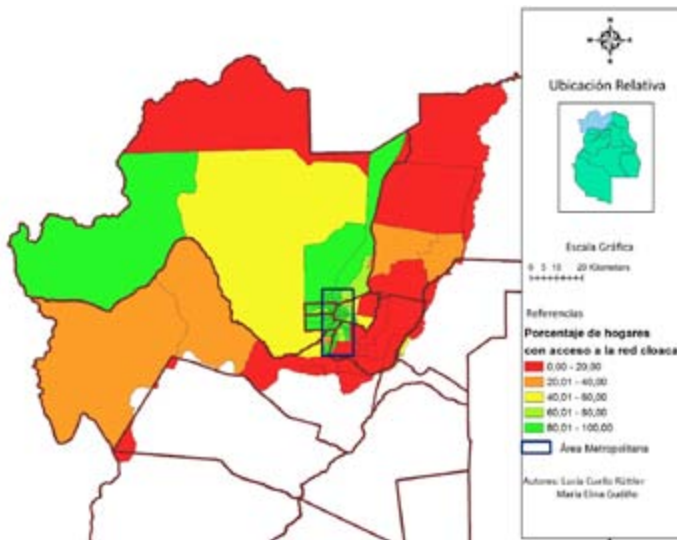 Ubicación Relativa
Escala Gráfica
0 5 10 20 Kilometers
Referencias
Porcentaje de hogares
con acceso a la red cloaca
0,00 - 20,00
20,01 - 40,00
40,01 - 60,00
60,01 - 80,00
80,01 - 100,00
Área Metropolitana
Autores: Lucía Cuello Rüttler
María Elina Gudiño